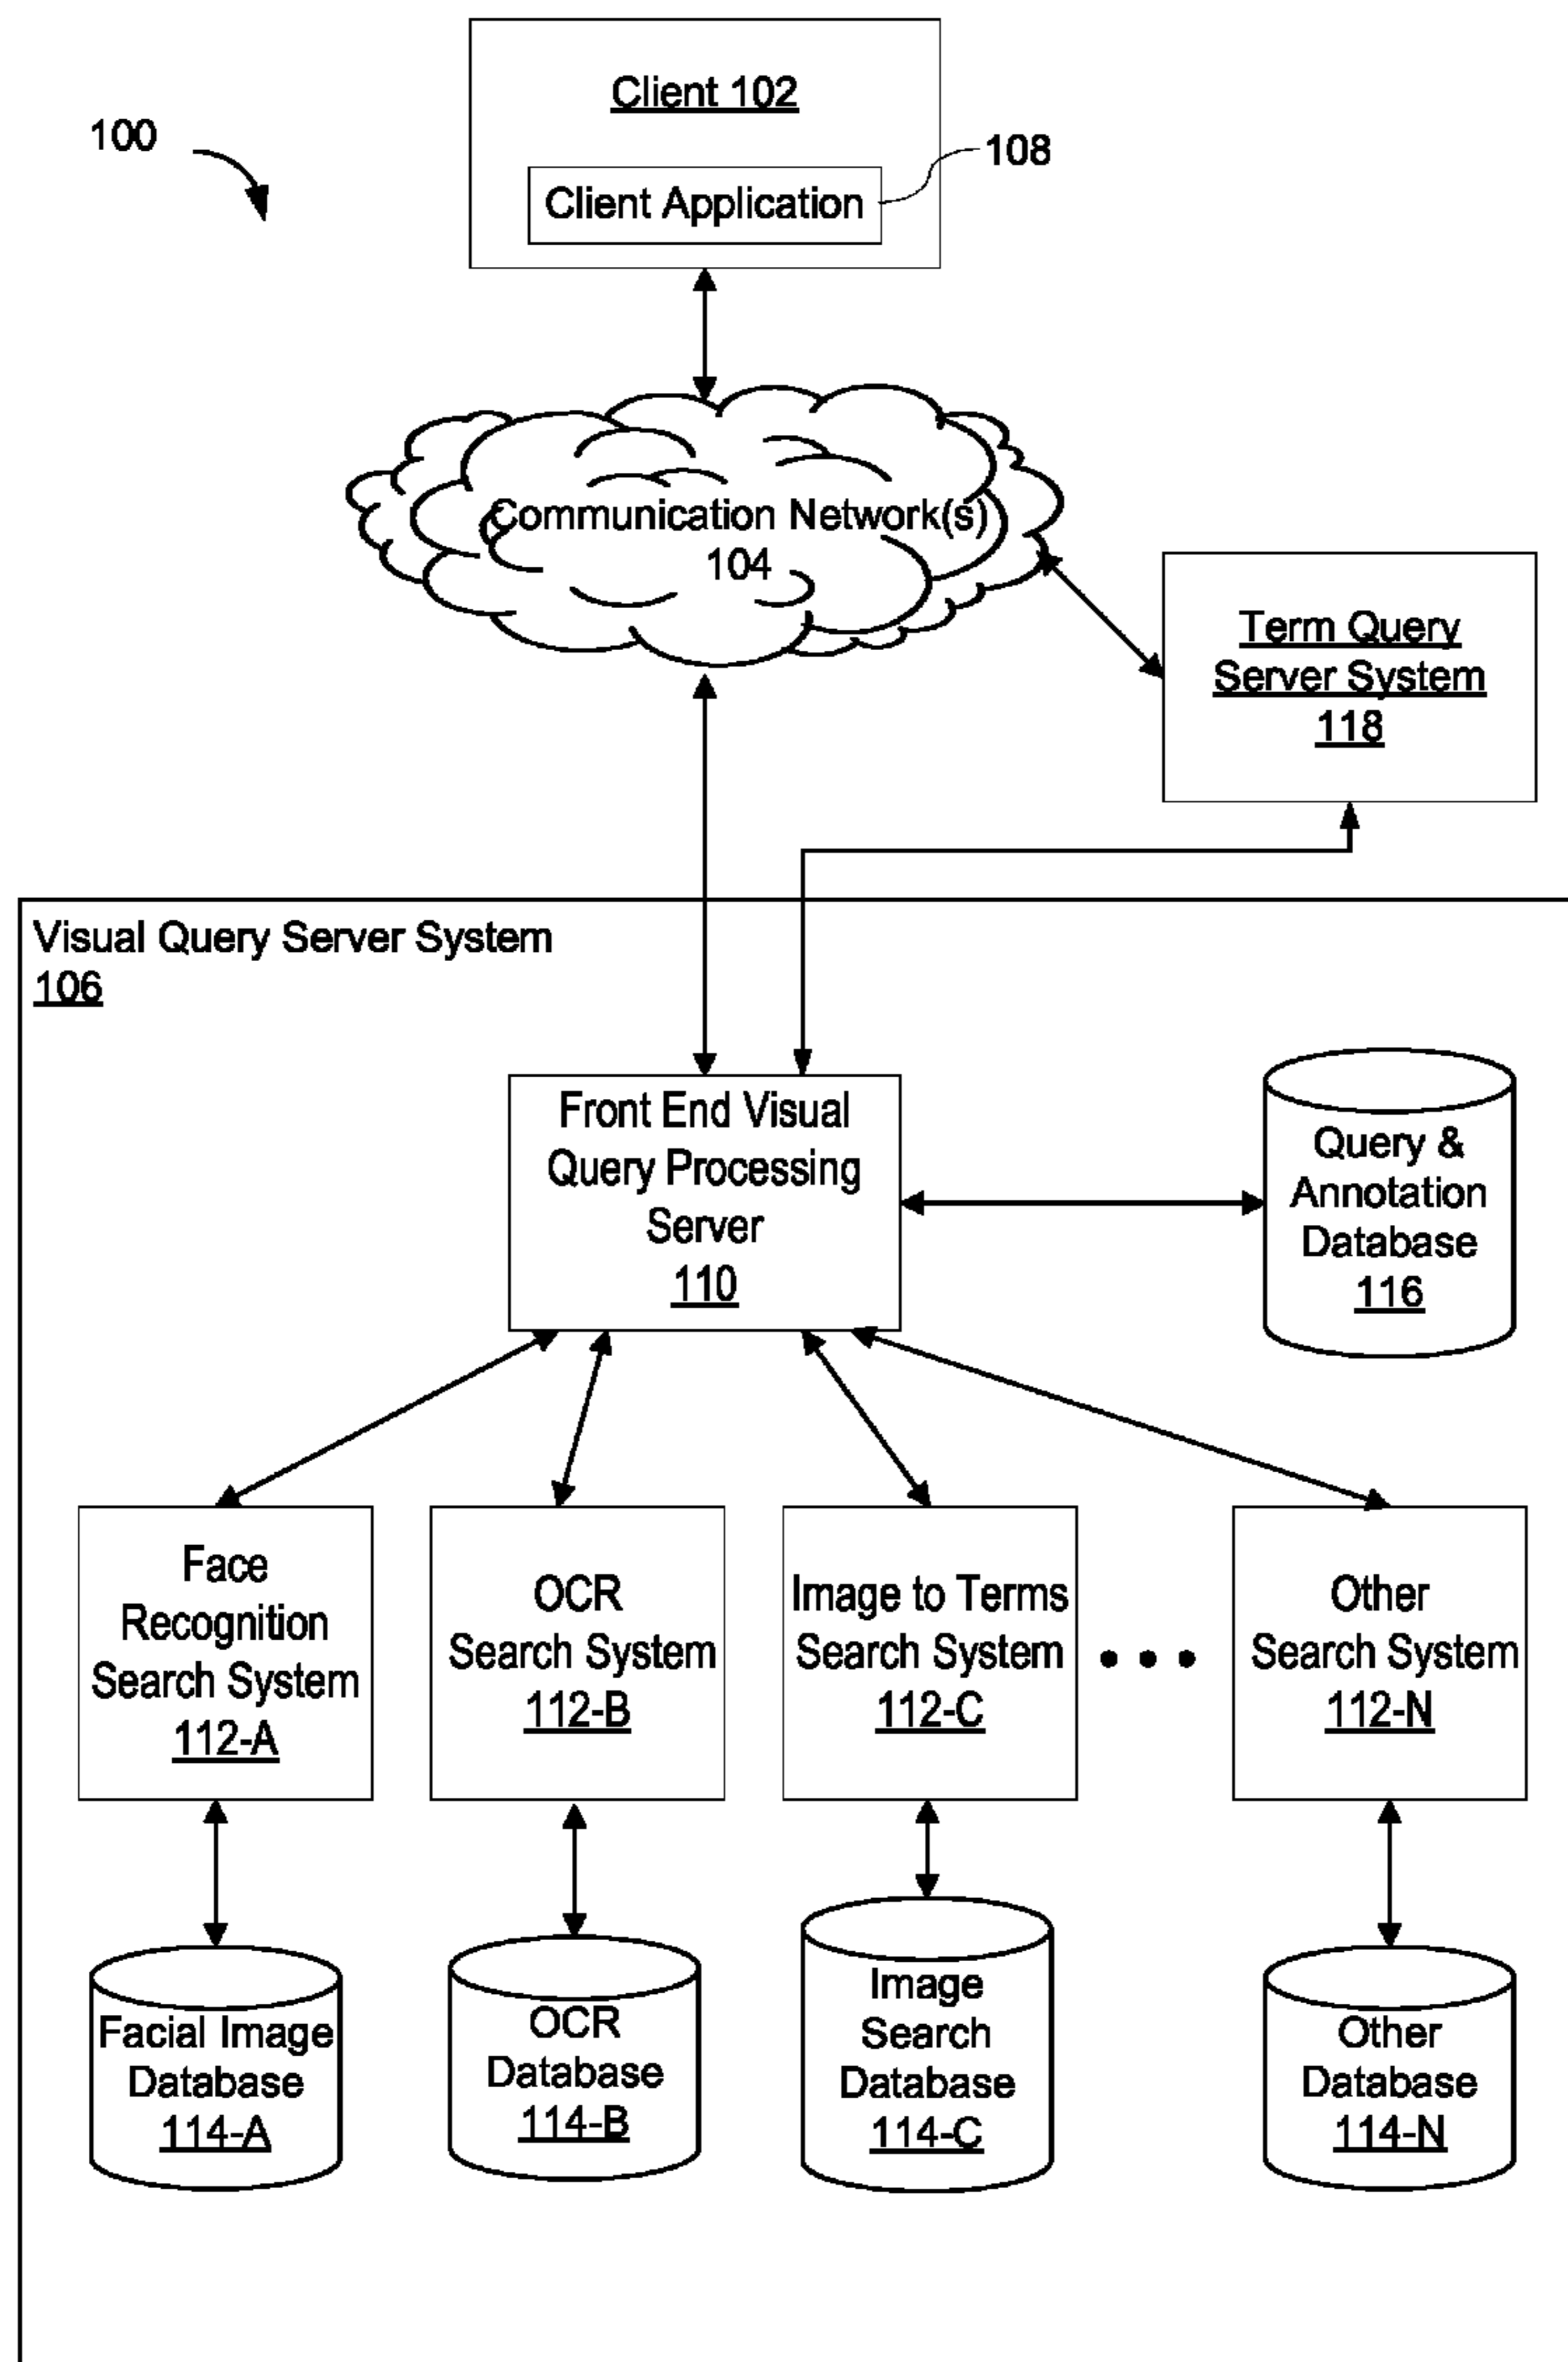 100
Client 102
108
Client Application
Communication Network(s)
104
Term Query
Server System
118
Visual Query Server System
106
Front End Visual
Query Processing
Server
110
Query &
Annotation
Database
116
Face
Recognition
Search System
112-A
OCR
Search System
112-B
Image to Terms
Search System
112-C
Other
Search System
112-N
Facial Image
Database
114-A
OCR
Database
114-B
Image
Search
Database
114-C
Other
Database
114-N